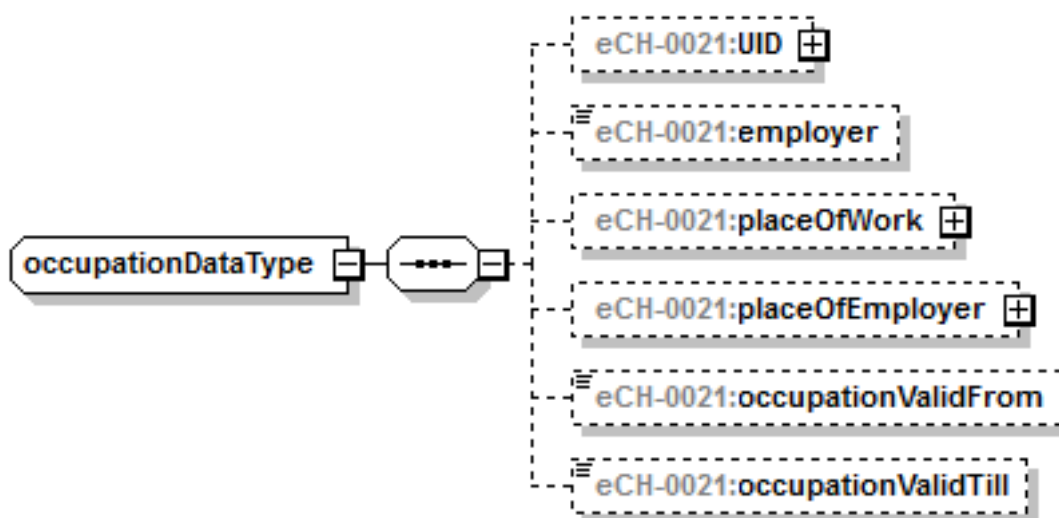 eCH-0021:UID
eCH-0021:employer
eCH-0021:placeOfWork
occupationDataType
eCH-0021:placeOfEmployer
eCH-0021:occupationValidFrom
eCH-0021:occupationValidTill